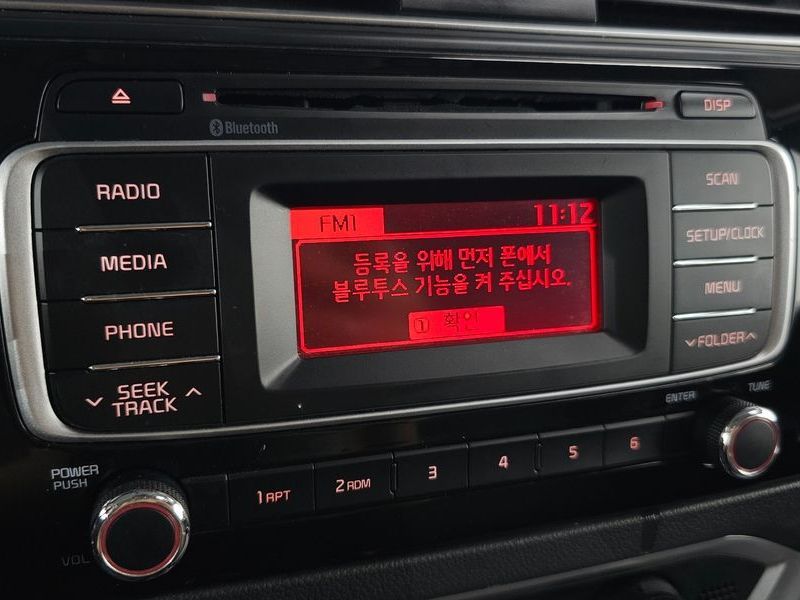 DISP
Bluetooth
RADIO
MEDIA
PHONE
SEEK
TRACK
FM1 11:12
등록을 위해 먼저 폰에서
블루투스 기능을 켜 주십시오.
① 확인
SCAN
SETUP/CLOCK
MENU
FOLDER
POWER
PUSH
VOL
1 RPT
2 RDM
3
4
5
6
ENTER
TUNE